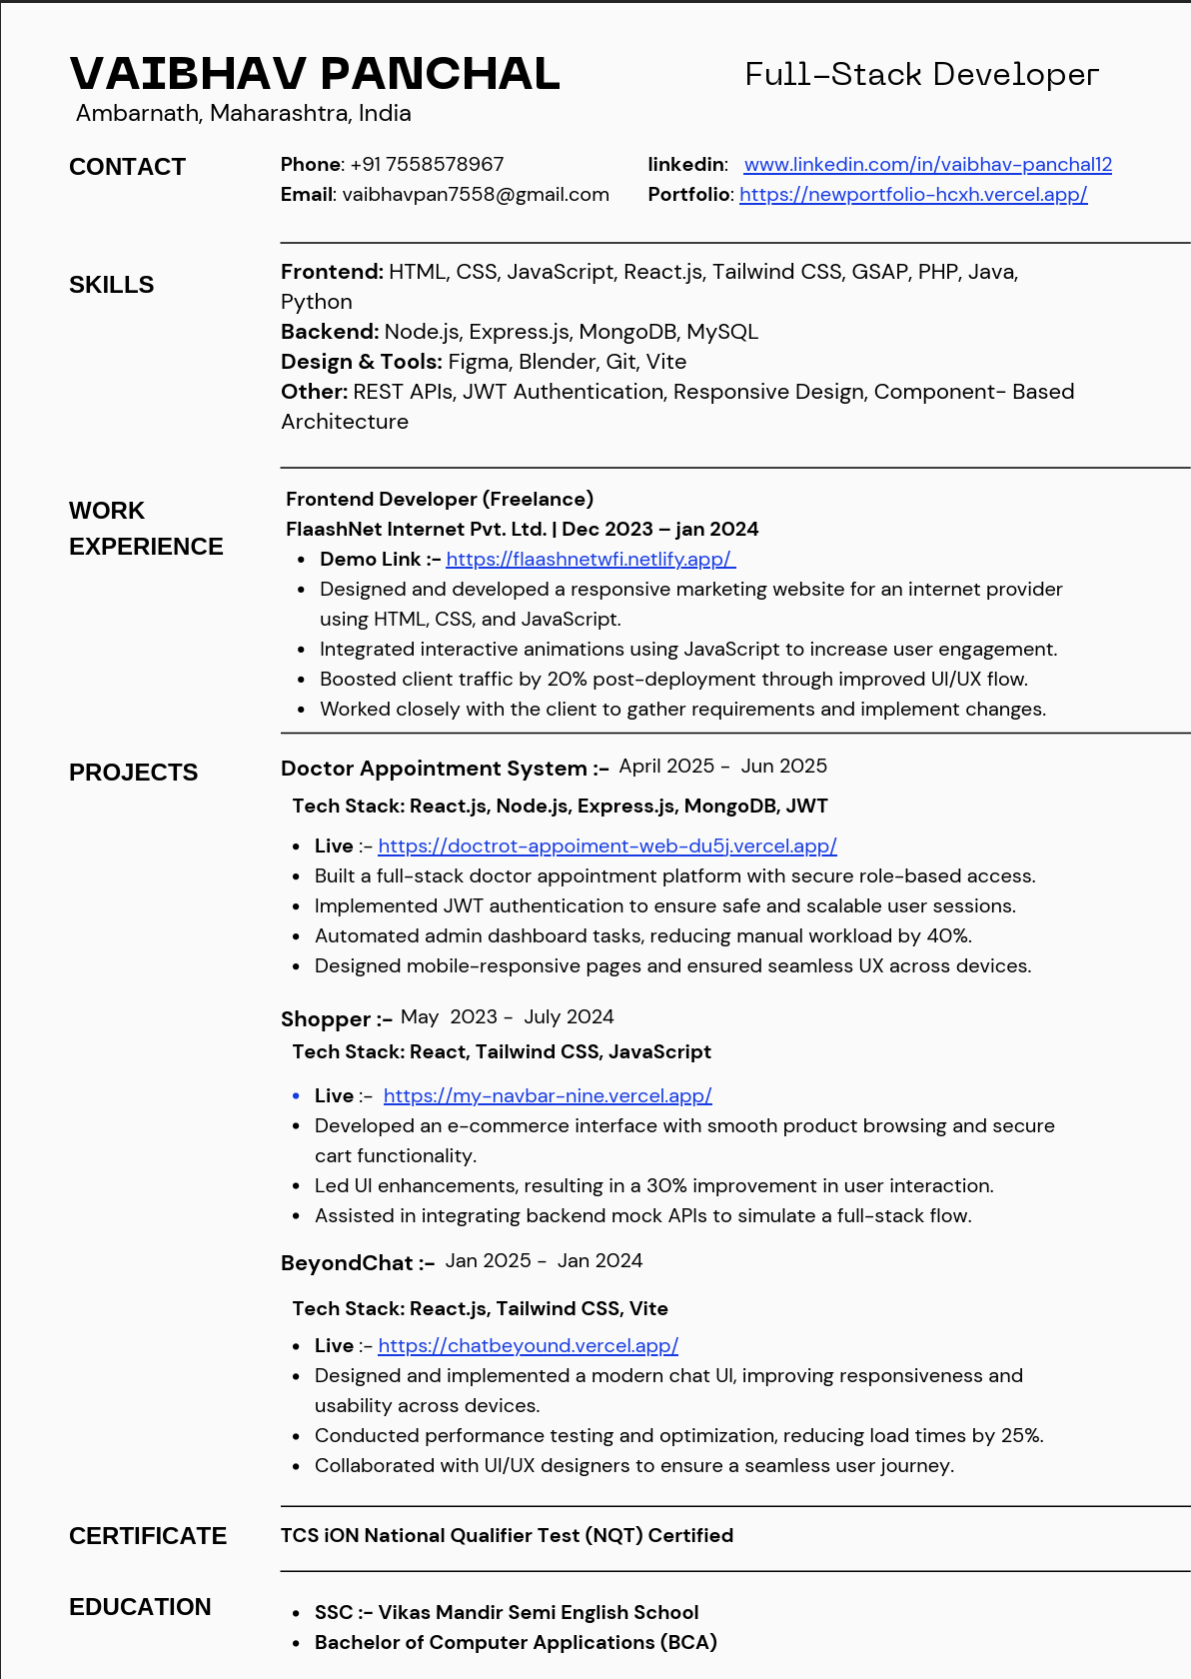 VAIBHAV PANCHAL
Full-Stack Developer
Ambarnath, Maharashtra, India
CONTACT
Phone: +91 7558578967
linkedin: www.linkedin.com/in/vaibhav-panchal12
Email: vaibhavpan7558@gmail.com
Portfolio: https://newportfolio-hcxh.vercel.app/
SKILLS
Frontend: HTML, CSS, JavaScript, React.js, Tailwind CSS, GSAP, PHP, Java,
Python
Backend: Node.js, Express.js, MongoDB, MySQL
Design & Tools: Figma, Blender, Git, Vite
Other: REST APIs, JWT Authentication, Responsive Design, Component- Based
Architecture
WORK
EXPERIENCE
Frontend Developer (Freelance)
FlaashNet Internet Pvt. Ltd. | Dec 2023 – jan 2024
• Demo Link :- https://flaashnetwfi.netlify.app/
• Designed and developed a responsive marketing website for an internet provider
using HTML, CSS, and JavaScript.
• Integrated interactive animations using JavaScript to increase user engagement.
• Boosted client traffic by 20% post-deployment through improved UI/UX flow.
• Worked closely with the client to gather requirements and implement changes.
PROJECTS
Doctor Appointment System :- April 2025 - Jun 2025
Tech Stack: React.js, Node.js, Express.js, MongoDB, JWT
• Live :- https://doctrot-appoiment-web-du5j.vercel.app/
• Built a full-stack doctor appointment platform with secure role-based access.
• Implemented JWT authentication to ensure safe and scalable user sessions.
• Automated admin dashboard tasks, reducing manual workload by 40%.
• Designed mobile-responsive pages and ensured seamless UX across devices.
Shopper :- May 2023 - July 2024
Tech Stack: React, Tailwind CSS, JavaScript
• Live :- https://my-navbar-nine.vercel.app/
• Developed an e-commerce interface with smooth product browsing and secure
cart functionality.
• Led UI enhancements, resulting in a 30% improvement in user interaction.
• Assisted in integrating backend mock APIs to simulate a full-stack flow.
BeyondChat :- Jan 2025 - Jan 2024
Tech Stack: React.js, Tailwind CSS, Vite
• Live :- https://chatbeyound.vercel.app/
• Designed and implemented a modern chat UI, improving responsiveness and
usability across devices.
• Conducted performance testing and optimization, reducing load times by 25%.
• Collaborated with UI/UX designers to ensure a seamless user journey.
CERTIFICATE
TCS iON National Qualifier Test (NQT) Certified
EDUCATION
• SSC :- Vikas Mandir Semi English School
• Bachelor of Computer Applications (BCA)